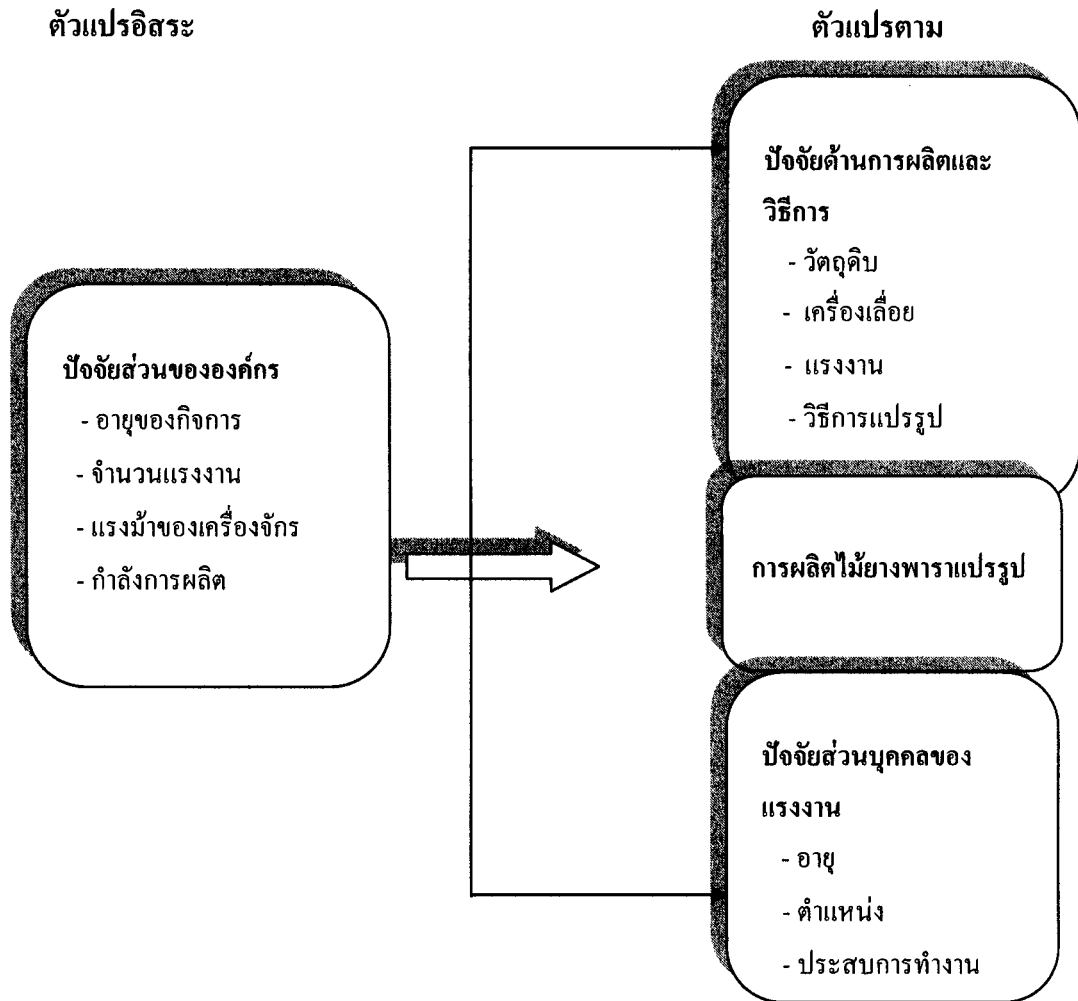 ตัวแปรอิสระ
ตัวแปรตาม
ปัจจัยส่วนขององค์กร
- อายุของกิจการ
- จำนวนแรงงาน
- แรงม้าของเครื่องจักร
- กำลังการผลิต
ปัจจัยด้านการผลิตและ
วิธีการ
- วัตถุดิบ
- เครื่องเลื่อย
- แรงงาน
- วิธีการแปรรูป
การผลิตไม้ยางพาราแปรรูป
ปัจจัยส่วนบุคคลของ
แรงงาน
- อายุ
- ตำแหน่ง
- ประสบการทำงาน